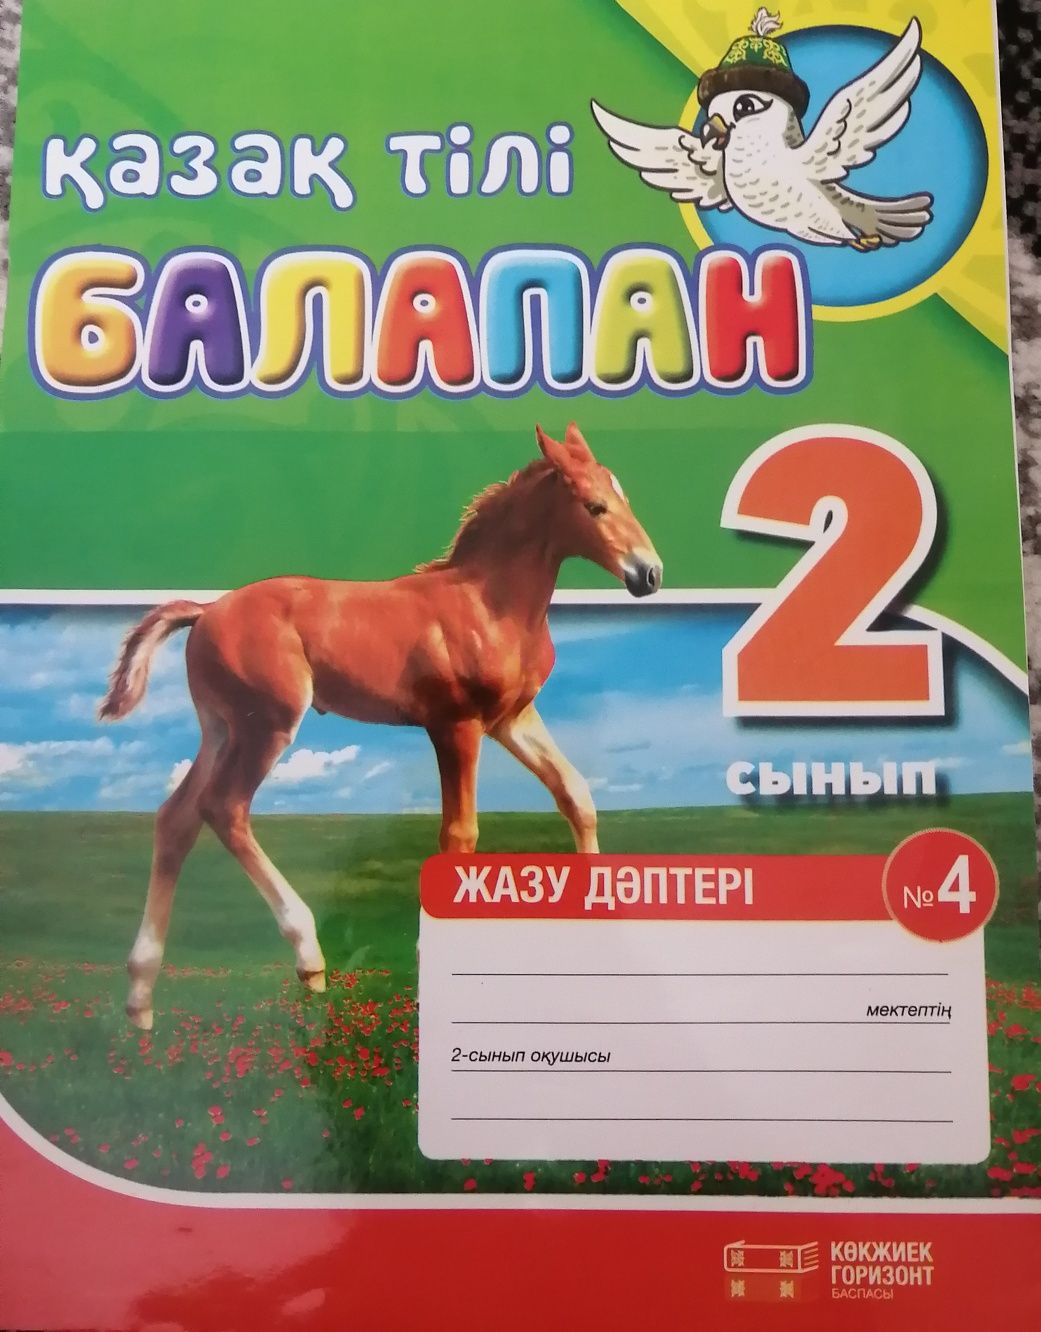 қазақ тілі
БАЛАПАН
2
сынып
ЖАЗУ ДӘПТЕРІ
№4
мектептің
2-сынып оқушысы
КӨКЖИЕК
ГОРИЗОНТ
БАСПАСЫ